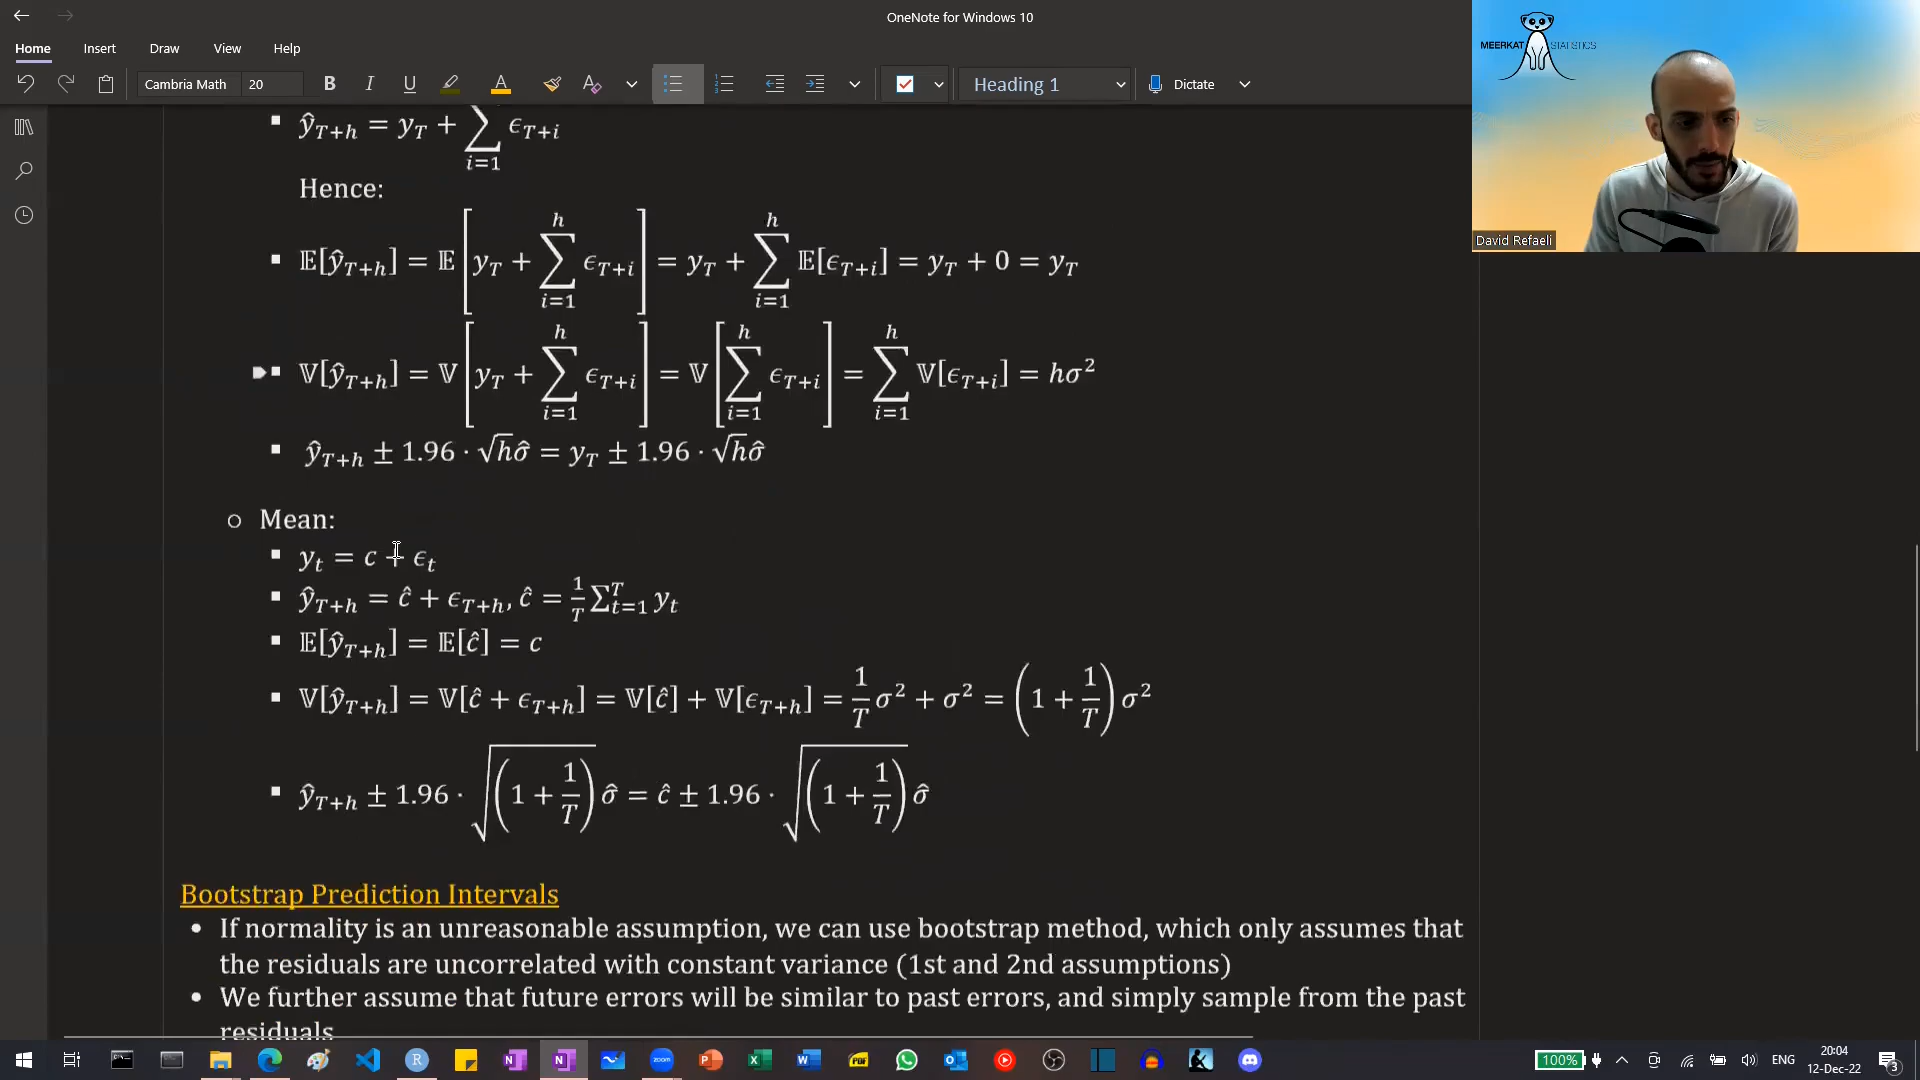 OneNote for Windows 10
MEERKAT STATISTICS
Home Insert Draw View Help
Cambria Math 20 B I U A A Heading 1 Dictate
David Refaeli
ŷ_{T+h} = y_T + ∑_{i=1} ϵ_{T+i}
Hence:
𝔼[ŷ_{T+h}] = 𝔼[y_T + ∑_{i=1}^{h} ϵ_{T+i}] = y_T + ∑_{i=1}^{h} 𝔼[ϵ_{T+i}] = y_T + 0 = y_T
𝕍[ŷ_{T+h}] = 𝕍[y_T + ∑_{i=1}^{h} ϵ_{T+i}] = 𝕍[∑_{i=1}^{h} ϵ_{T+i}] = ∑_{i=1}^{h} 𝕍[ϵ_{T+i}] = hσ²
ŷ_{T+h} ± 1.96 · √h σ̂ = y_T ± 1.96 · √h σ̂
Mean:
y_t = c + ϵ_t
ŷ_{T+h} = ĉ + ϵ_{T+h}, ĉ = 1/T ∑_{t=1}^{T} y_t
𝔼[ŷ_{T+h}] = 𝔼[ĉ] = c
𝕍[ŷ_{T+h}] = 𝕍[ĉ + ϵ_{T+h}] = 𝕍[ĉ] + 𝕍[ϵ_{T+h}] = 1/T σ² + σ² = (1 + 1/T) σ²
ŷ_{T+h} ± 1.96 · √(1 + 1/T) σ̂ = ĉ ± 1.96 · √(1 + 1/T) σ̂
Bootstrap Prediction Intervals
If normality is an unreasonable assumption, we can use bootstrap method, which only assumes that
the residuals are uncorrelated with constant variance (1st and 2nd assumptions)
We further assume that future errors will be similar to past errors, and simply sample from the past
residuals
100% ENG 20:04
12-Dec-22 3